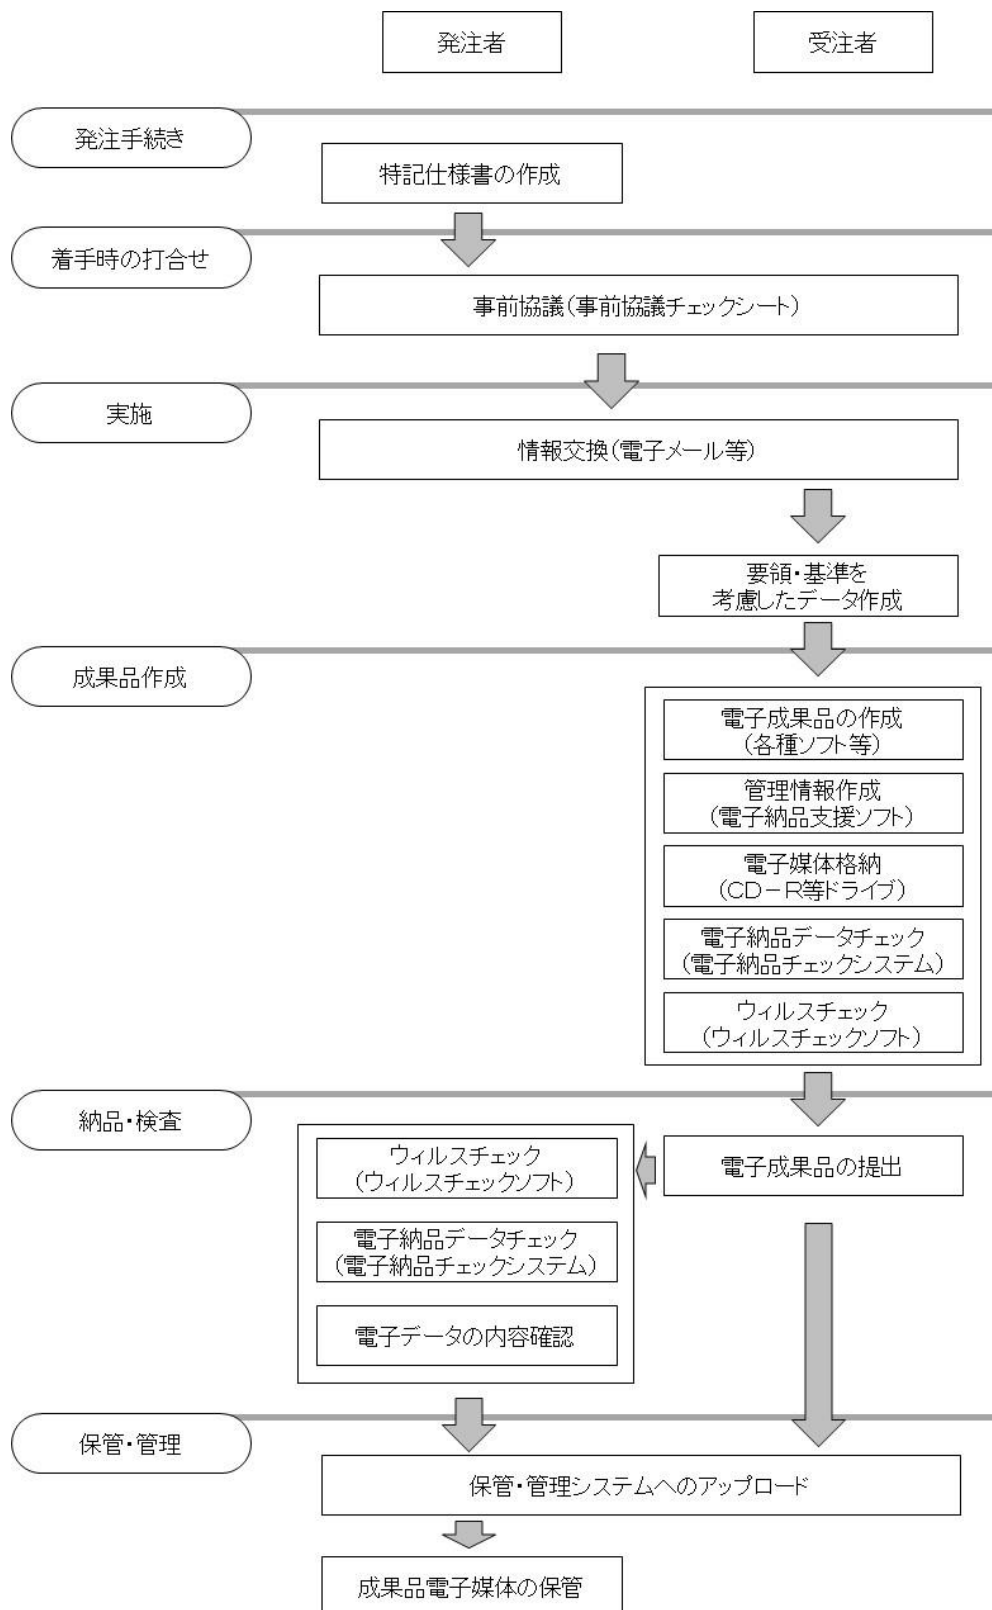 発注者
受注者
発注手続き
特記仕様書の作成
着手時の打合せ
事前協議(事前協議チェックシート)
実施
情報交換(電子メール等)
要領・基準を
考慮したデータ作成
成果品作成
電子成果品の作成
(各種ソフト等)
管理情報作成
(電子納品支援ソフト)
電子媒体格納
(CD-R等ドライブ)
電子納品データチェック
(電子納品チェックシステム)
ウィルスチェック
(ウィルスチェックソフト)
納品・検査
ウィルスチェック
(ウィルスチェックソフト)
電子成果品の提出
電子納品データチェック
(電子納品チェックシステム)
電子データの内容確認
保管・管理
保管・管理システムへのアップロード
成果品電子媒体の保管